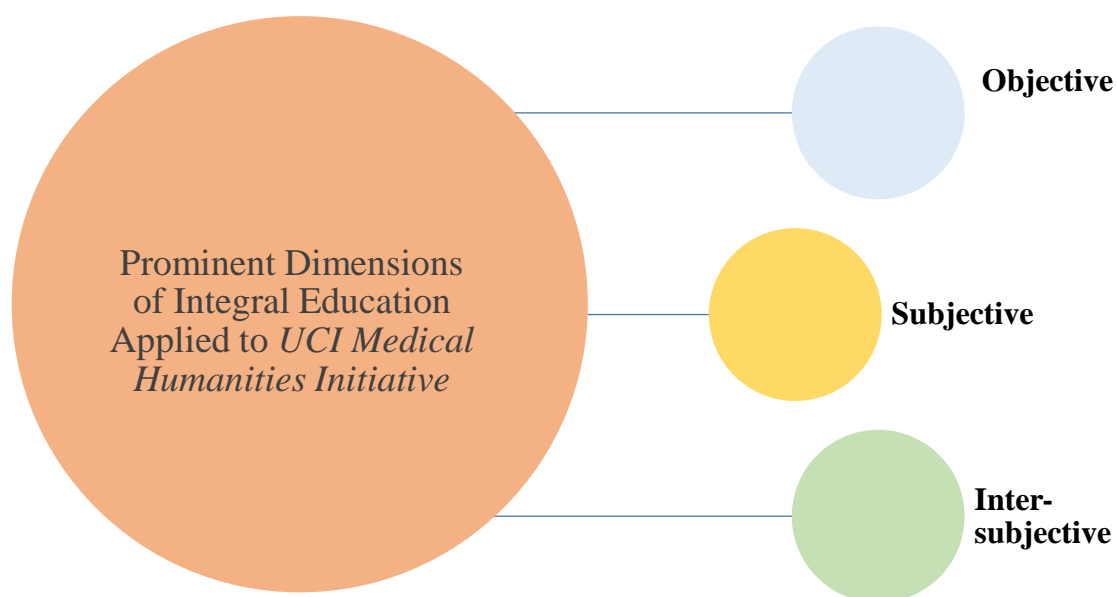 Prominent Dimensions
of Integral Education
Applied to UCI Medical
Humanities Initiative
Objective
Subjective
Inter-
subjective